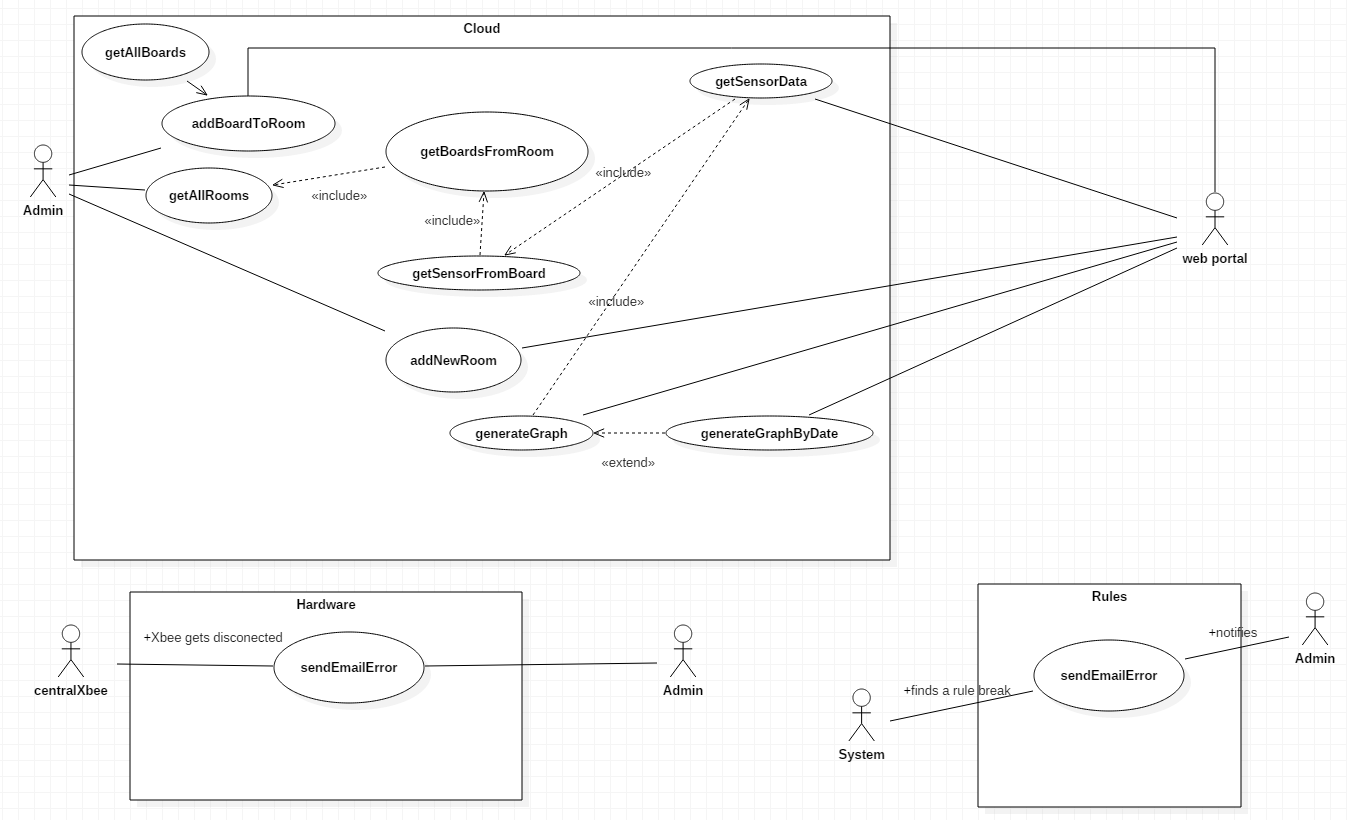 Cloud
getAllBoards
getSensorData
addBoardToRoom
getBoardsFromRoom
«include»
getAllRooms
«include»
Admin
«include»
web portal
getSensorFromBoard
«include»
addNewRoom
generateGraph
generateGraphByDate
«extend»
Hardware
+Xbee gets disconected
sendEmailError
centralXbee
Admin
Rules
+notifies
Admin
sendEmailError
+finds a rule break
System